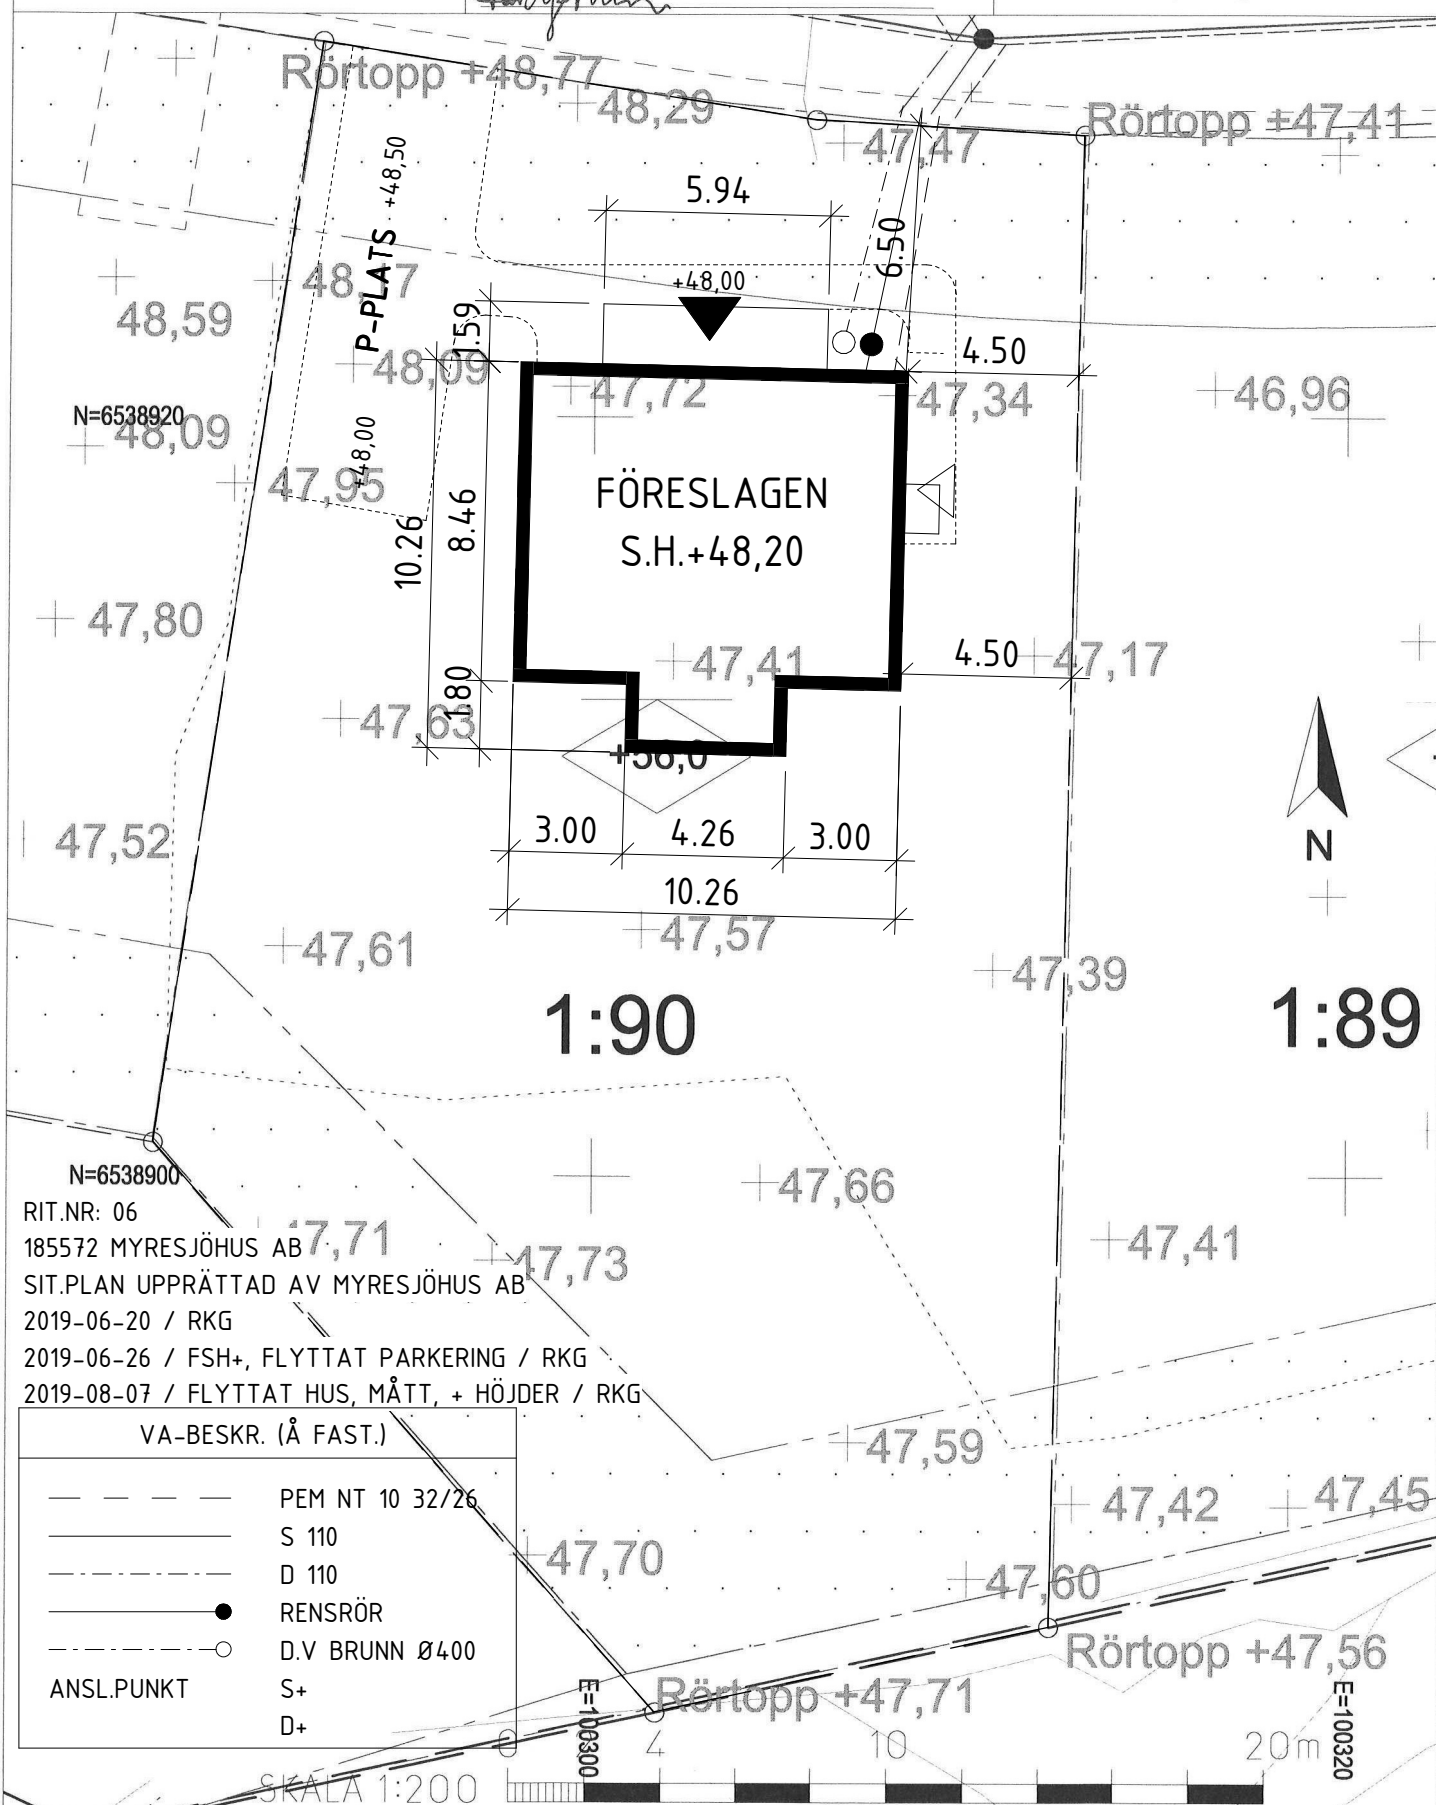 Rörtopp +48,77
48,29
Rörtopp +47,41
47,47
+48,50
5.94
6.50
P-PLATS
48,17
+48,00
48,59
1.59
4.50
48,09
47,72
47,34
46,96
N=6538920
48,09
+48,00
47,95
FÖRESLAGEN
S.H.+48,20
8.46
10.26
47,80
47,41
4.50
47,17
1.80
47,63
+56,0
3.00
4.26
3.00
47,52
N
10.26
47,57
47,61
47,39
1:90
1:89
N=6538900
47,66
RIT.NR: 06
47,71
47,41
185572 MYRESJÖHUS AB
47,73
SIT.PLAN UPPRÄTTAD AV MYRESJÖHUS AB
2019-06-20 / RKG
2019-06-26 / FSH+, FLYTTAT PARKERING / RKG
2019-08-07 / FLYTTAT HUS, MÅTT, + HÖJDER / RKG
VA-BESKR. (Å FAST.)
47,59
PEM NT 10 32/26
47,42
47,45
S 110
47,70
D 110
47,60
RENSRÖR
D.V BRUNN Ø400
Rörtopp +47,56
ANSL.PUNKT S+
D+
Rörtopp +47,71
E=100300
E=100320
0 4 10 20m
SKALA 1:200